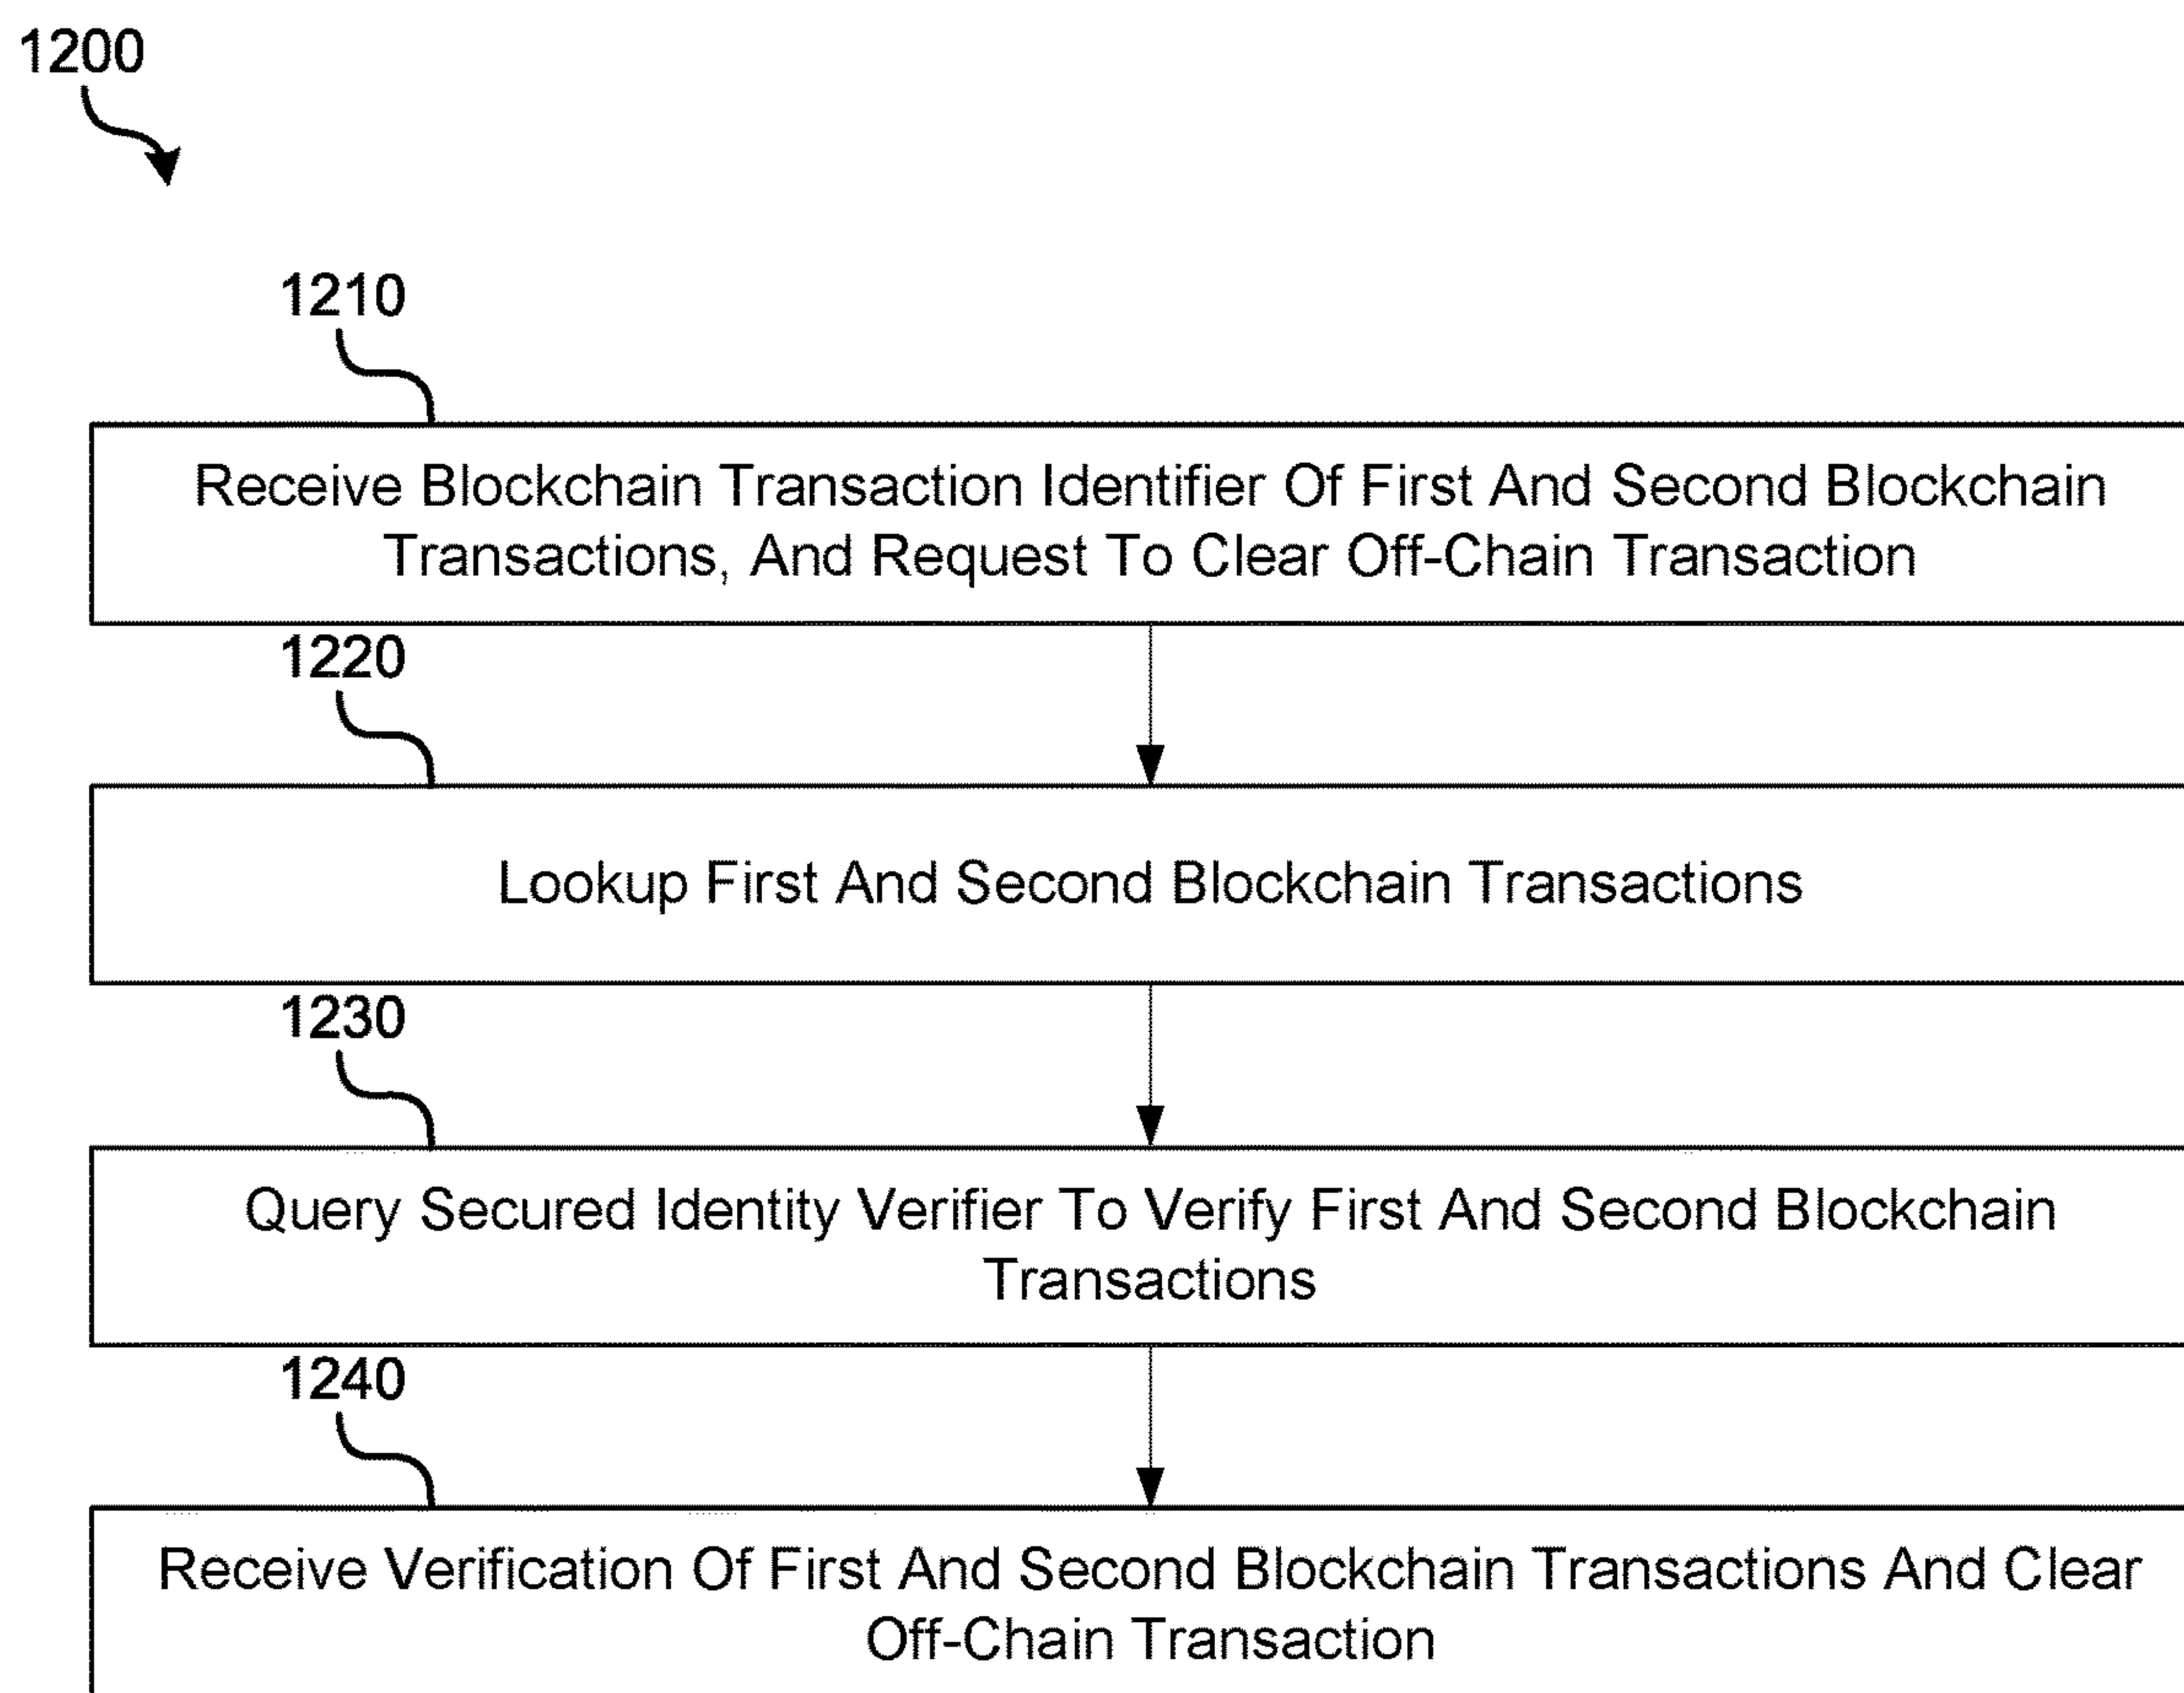 1200
1210
Receive Blockchain Transaction Identifier Of First And Second Blockchain
Transactions, And Request To Clear Off-Chain Transaction
1220
Lookup First And Second Blockchain Transactions
1230
Query Secured Identity Verifier To Verify First And Second Blockchain
Transactions
1240
Receive Verification Of First And Second Blockchain Transactions And Clear
Off-Chain Transaction